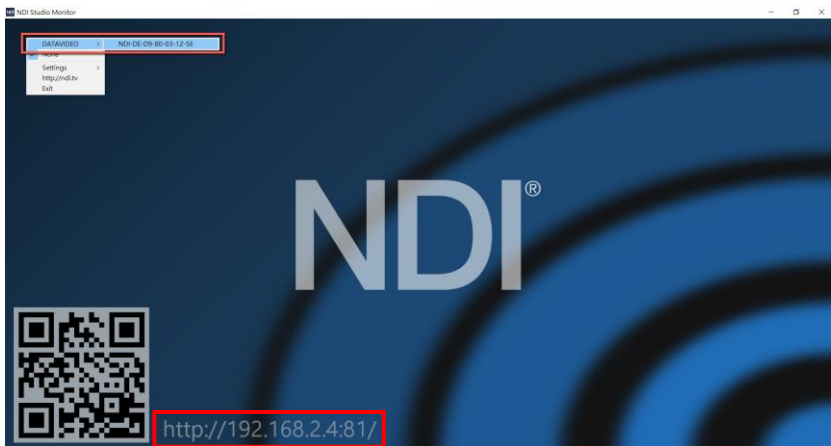 NDI NDI Studio Monitor
DATAVIDEO NDI-DE-D9-80-03-12-5E
None
Settings
http://ndi.tv
Exit
NDI®
http://192.168.2.4:81/